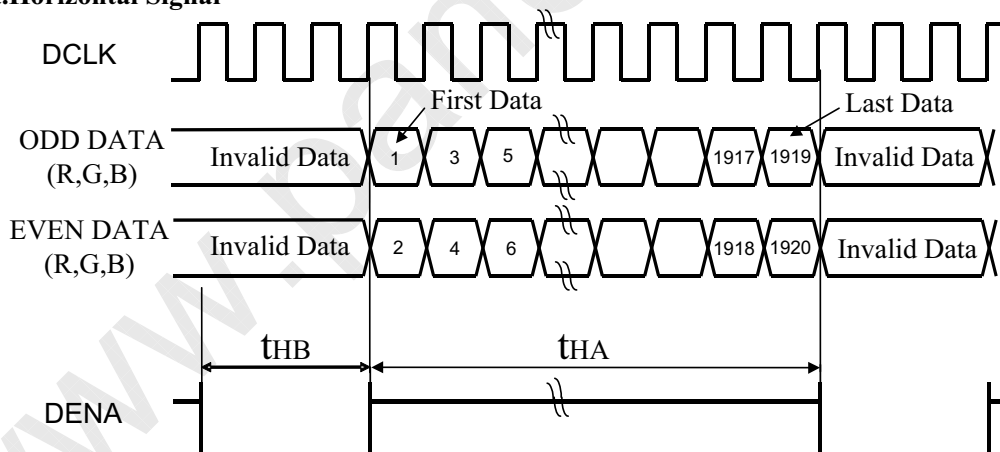 .Horizontal Signal
DCLK
First Data
Last Data
ODD DATA
(R,G,B)
Invalid Data
1
3
5
1917
1919
Invalid Data
EVEN DATA
(R,G,B)
Invalid Data
2
4
6
1918
1920
Invalid Data
tHB
tHA
DENA